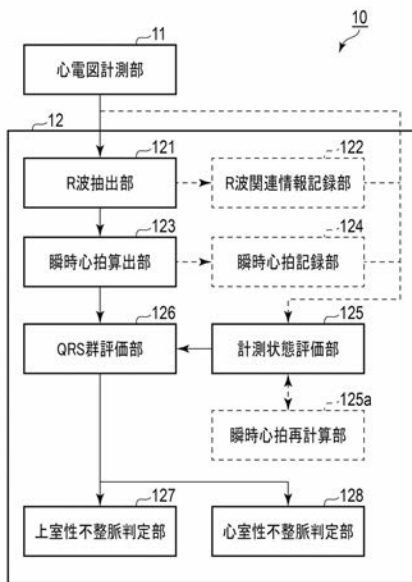 10
11
心電図計測部
12
121
122
R波抽出部
R波関連情報記録部
123
124
瞬時心拍算出部
瞬時心拍記録部
126
125
QRS群評価部
計測状態評価部
125a
瞬時心拍再計算部
127
128
上室性不整脈判定部
心室性不整脈判定部